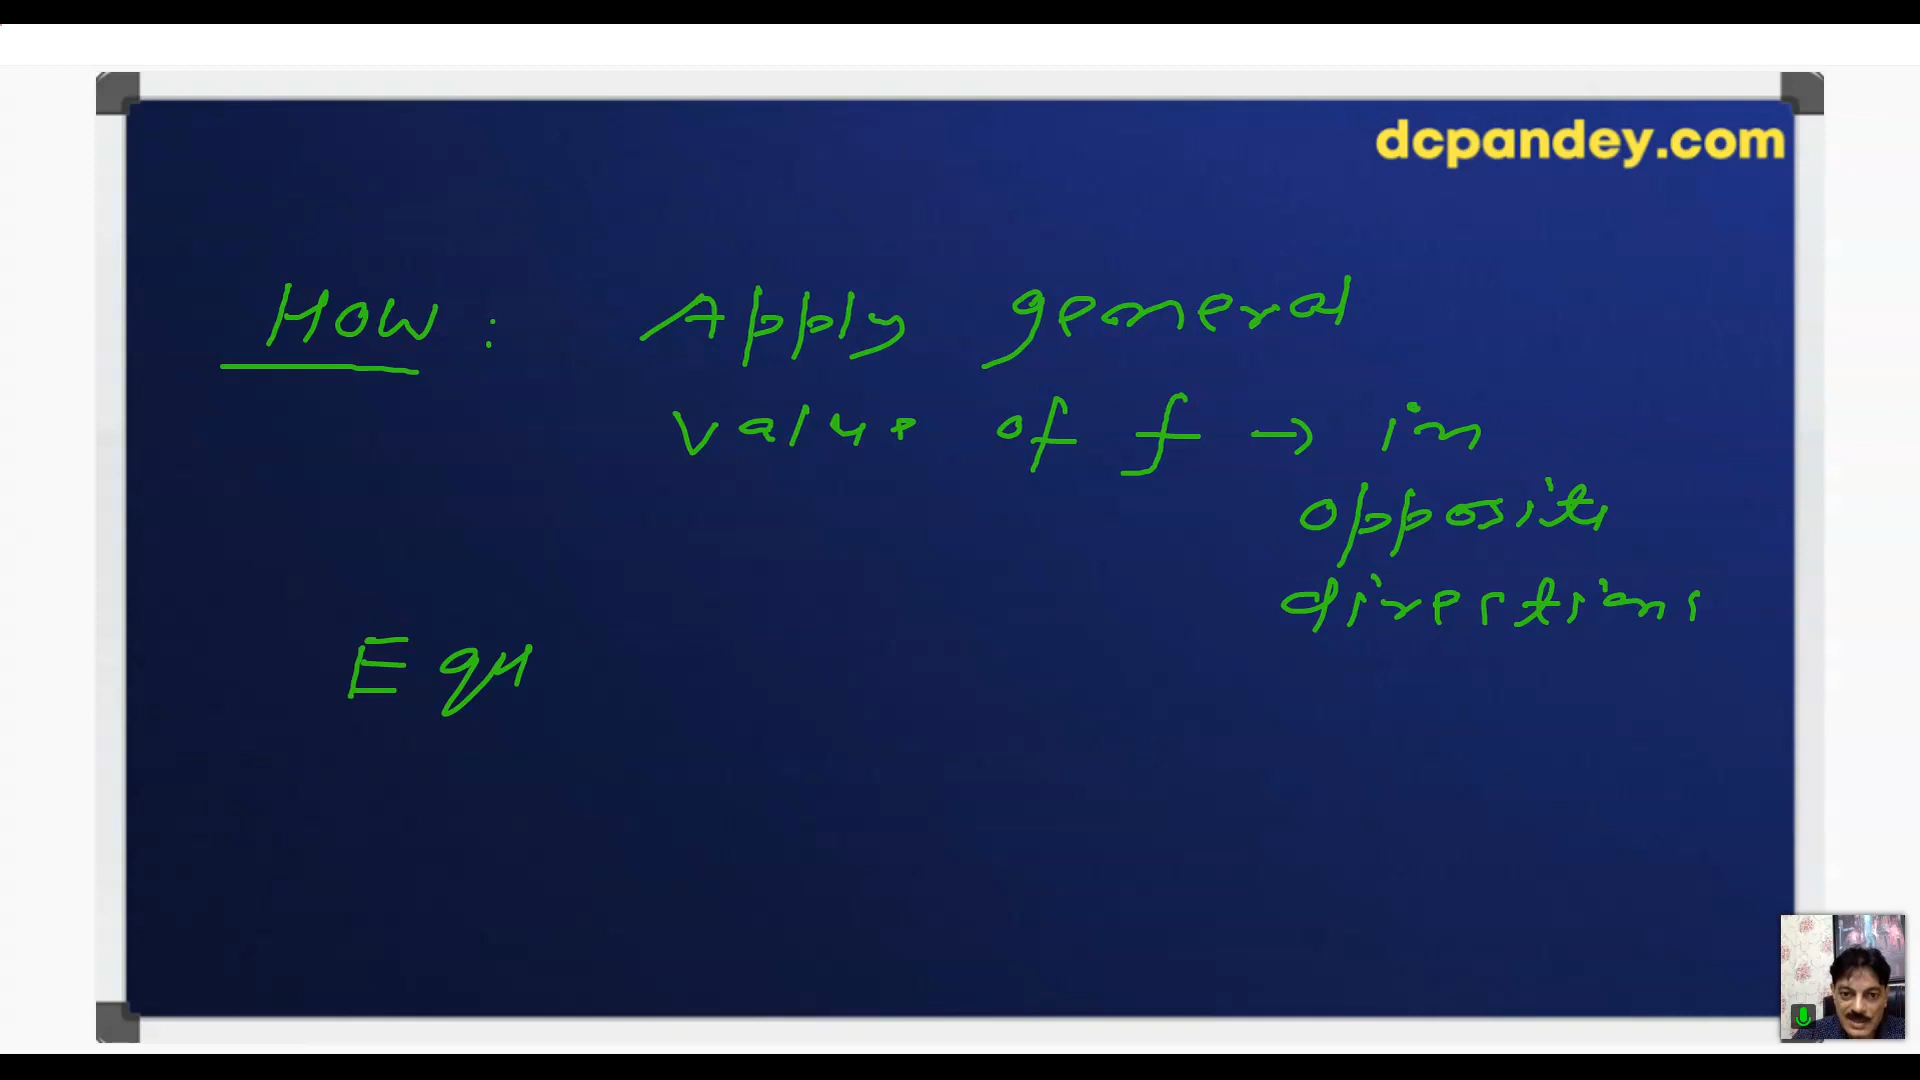 dcpandey.com
HOW : Apply general
value of f → in
opposite
directions
Equ